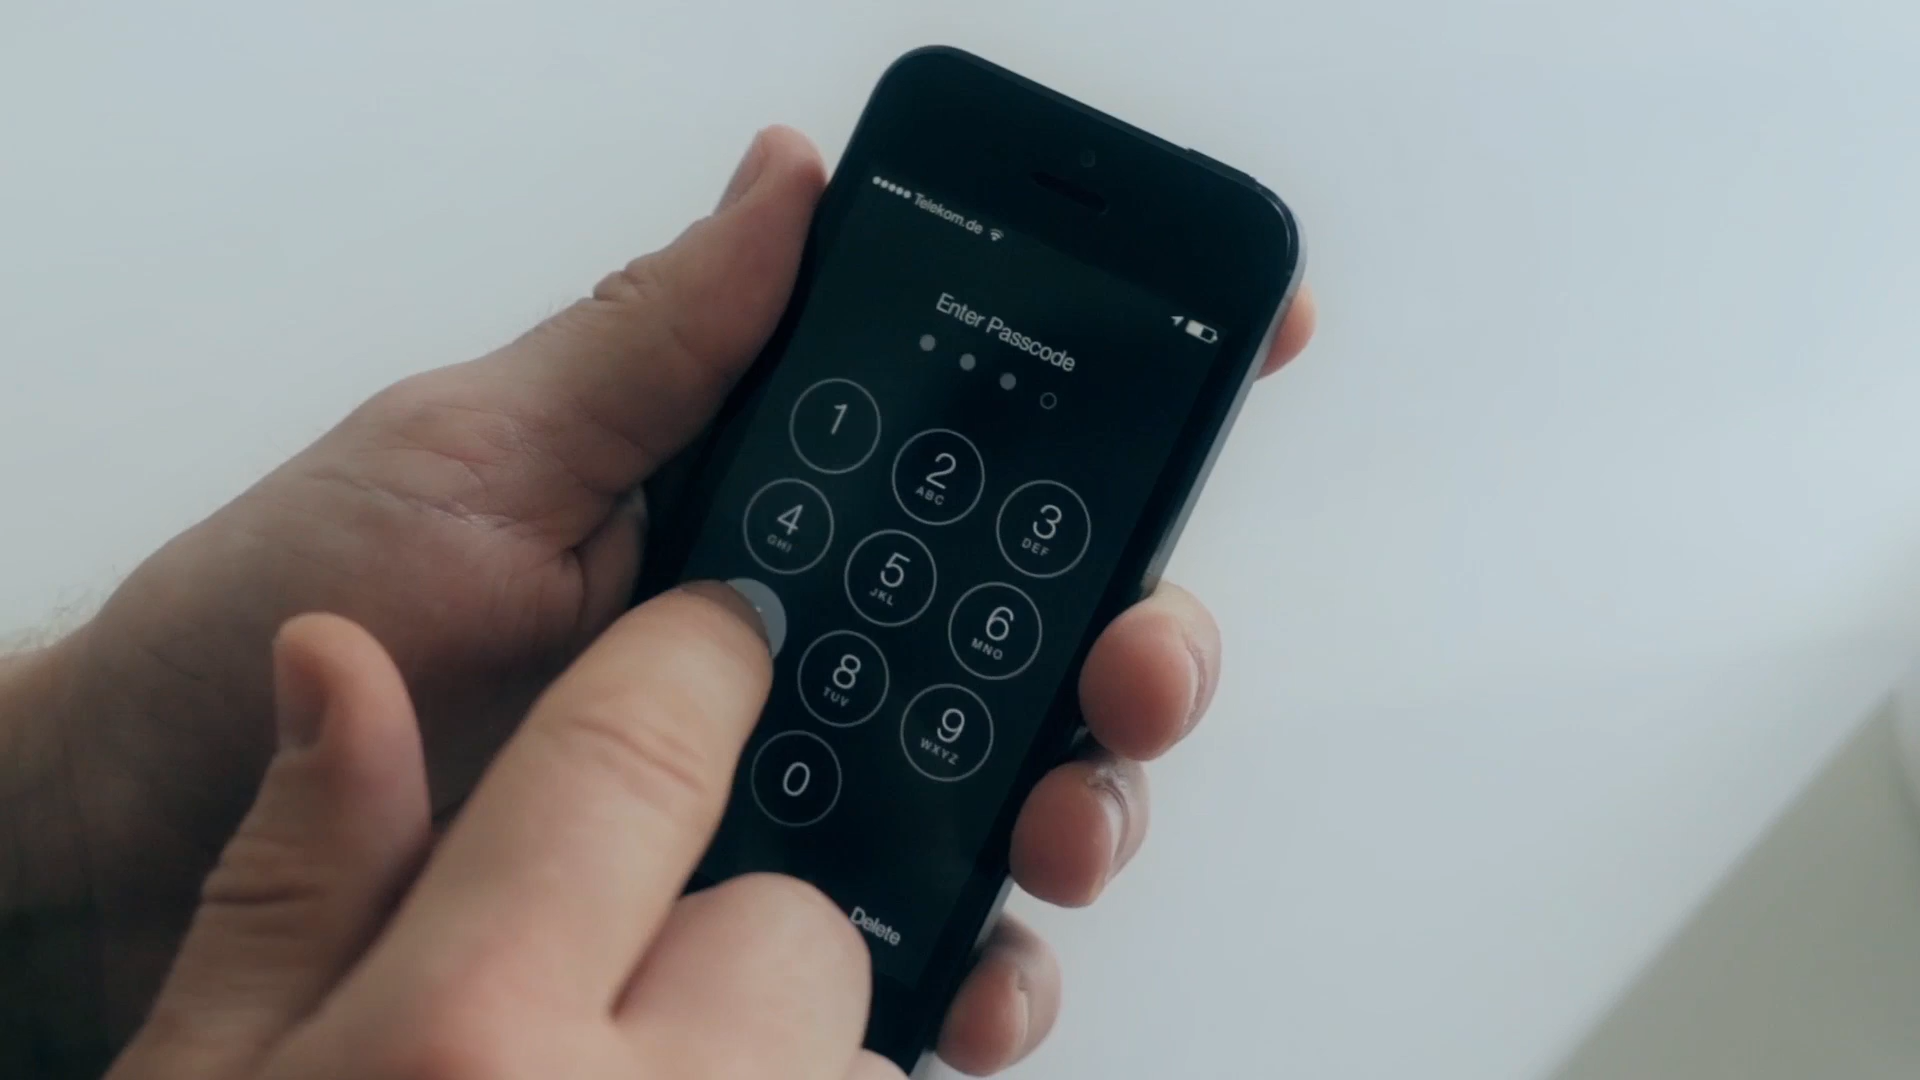 Telekom.de
Enter Passcode
1
2
ABC
3
DEF
4
GHI
5
JKL
6
MNO
8
TUV
9
WXYZ
0
Delete